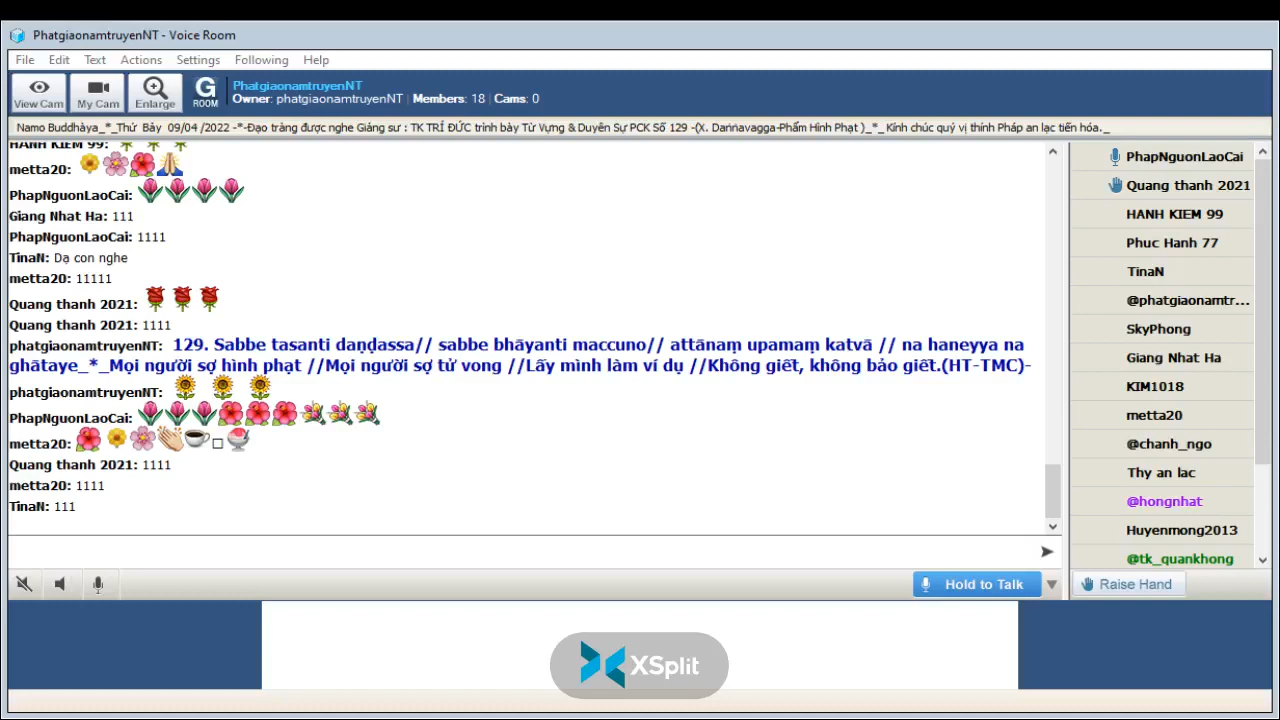 PhatgiaonamtruyenNT - Voice Room
File Edit Text Actions Settings Following Help
View Cam My Cam Enlarge G ROOM
PhatgiaonamtruyenNT
Owner: phatgiaonamtruyenNT | Members: 18 | Cams: 0
Namo Buddhàya_*_Thứ Bảy 09/04 /2022 -*-Đạo tràng được nghe Giảng sư : TK TRÍ ĐỨC trình bày Từ Vựng & Duyên Sự PCK Số 129 -(X. Daṇṇavagga-Phẩm Hình Phạt )_*_ Kính chúc quý vị thính Pháp an lạc tiến hóa._
HANH KIEM 99:
metta20:
PhapNguonLaoCai:
Giang Nhat Ha: 111
PhapNguonLaoCai: 1111
TinaN: Dạ con nghe
metta20: 11111
Quang thanh 2021:
Quang thanh 2021: 1111
phatgiaonamtruyenNT: 129. Sabbe tasanti daṇḍassa// sabbe bhāyanti maccuno// attānaṃ upamaṃ katvā // na haneyya na
ghātaye_*_Mọi người sợ hình phạt //Mọi người sợ tử vong //Lấy mình làm ví dụ //Không giết, không bảo giết.(HT-TMC)-
phatgiaonamtruyenNT:
PhapNguonLaoCai:
metta20:
Quang thanh 2021: 1111
metta20: 1111
TinaN: 111
PhapNguonLaoCai
Quang thanh 2021
HANH KIEM 99
Phuc Hanh 77
TinaN
@phatgiaonamtr...
SkyPhong
Giang Nhat Ha
KIM1018
metta20
@chanh_ngo
Thy an lac
@hongnhat
Huyenmong2013
@tk_quankhong
Hold to Talk
Raise Hand
XSplit